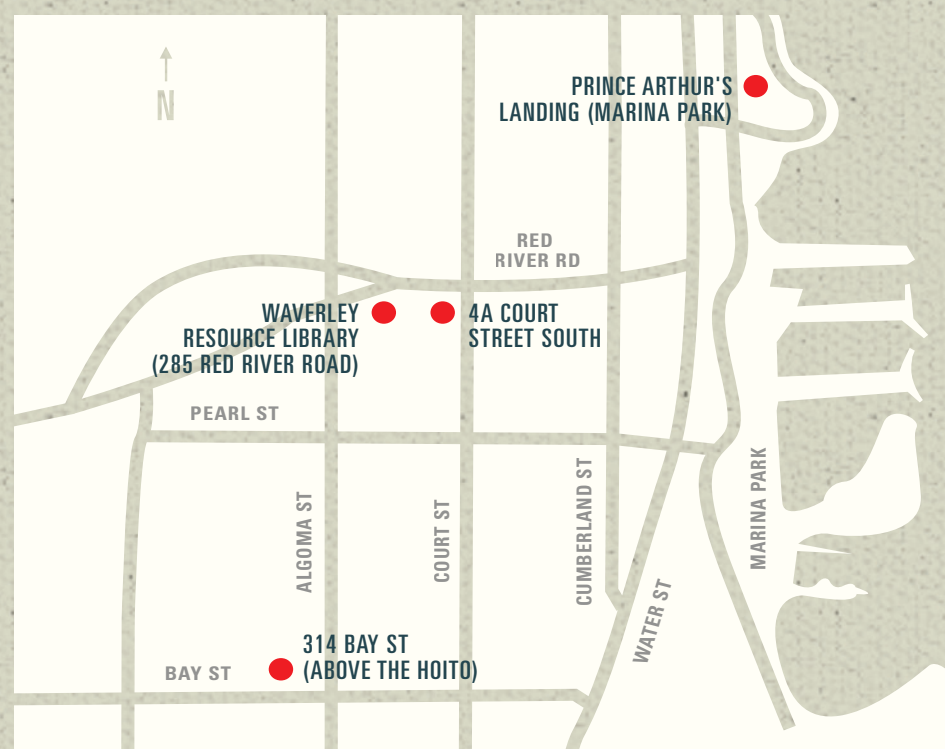 N
PRINCE ARTHUR'S
LANDING (MARINA PARK)
RED
RIVER RD
WAVERLEY
RESOURCE LIBRARY
(285 RED RIVER ROAD)
4A COURT
STREET SOUTH
PEARL ST
ALGOMA ST
COURT ST
CUMBERLAND ST
MARINA PARK
WATER ST
314 BAY ST
(ABOVE THE HOITO)
BAY ST